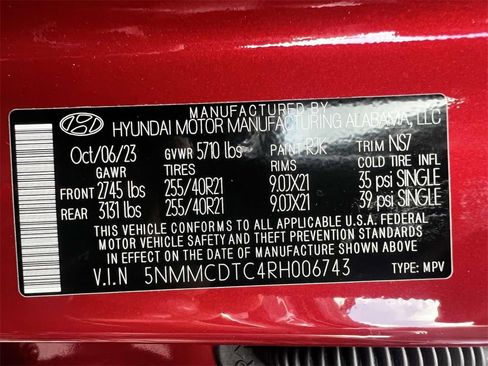 MANUFACTURED BY
HYUNDAI MOTOR MANUFACTURING ALABAMA, LLC
Oct/06/23 GVWR 5710 lbs PAINT RJk TRIM NS7
GAWR TIRES RIMS COLD TIRE INFL
FRONT 2745 lbs 255/40R21 9.0JX21 35 psi SINGLE
REAR 3131 lbs 255/40R21 9.0JX21 39 psi SINGLE
THIS VEHICLE CONFORMS TO ALL APPLICABLE U.S.A. FEDERAL
MOTOR VEHICLE SAFETY AND THEFT PREVENTION STANDARDS
IN EFFECT ON THE DATE OF MANUFACTURE SHOWN ABOVE
V.I.N 5NMMCDTC4RH006743 TYPE: MPV